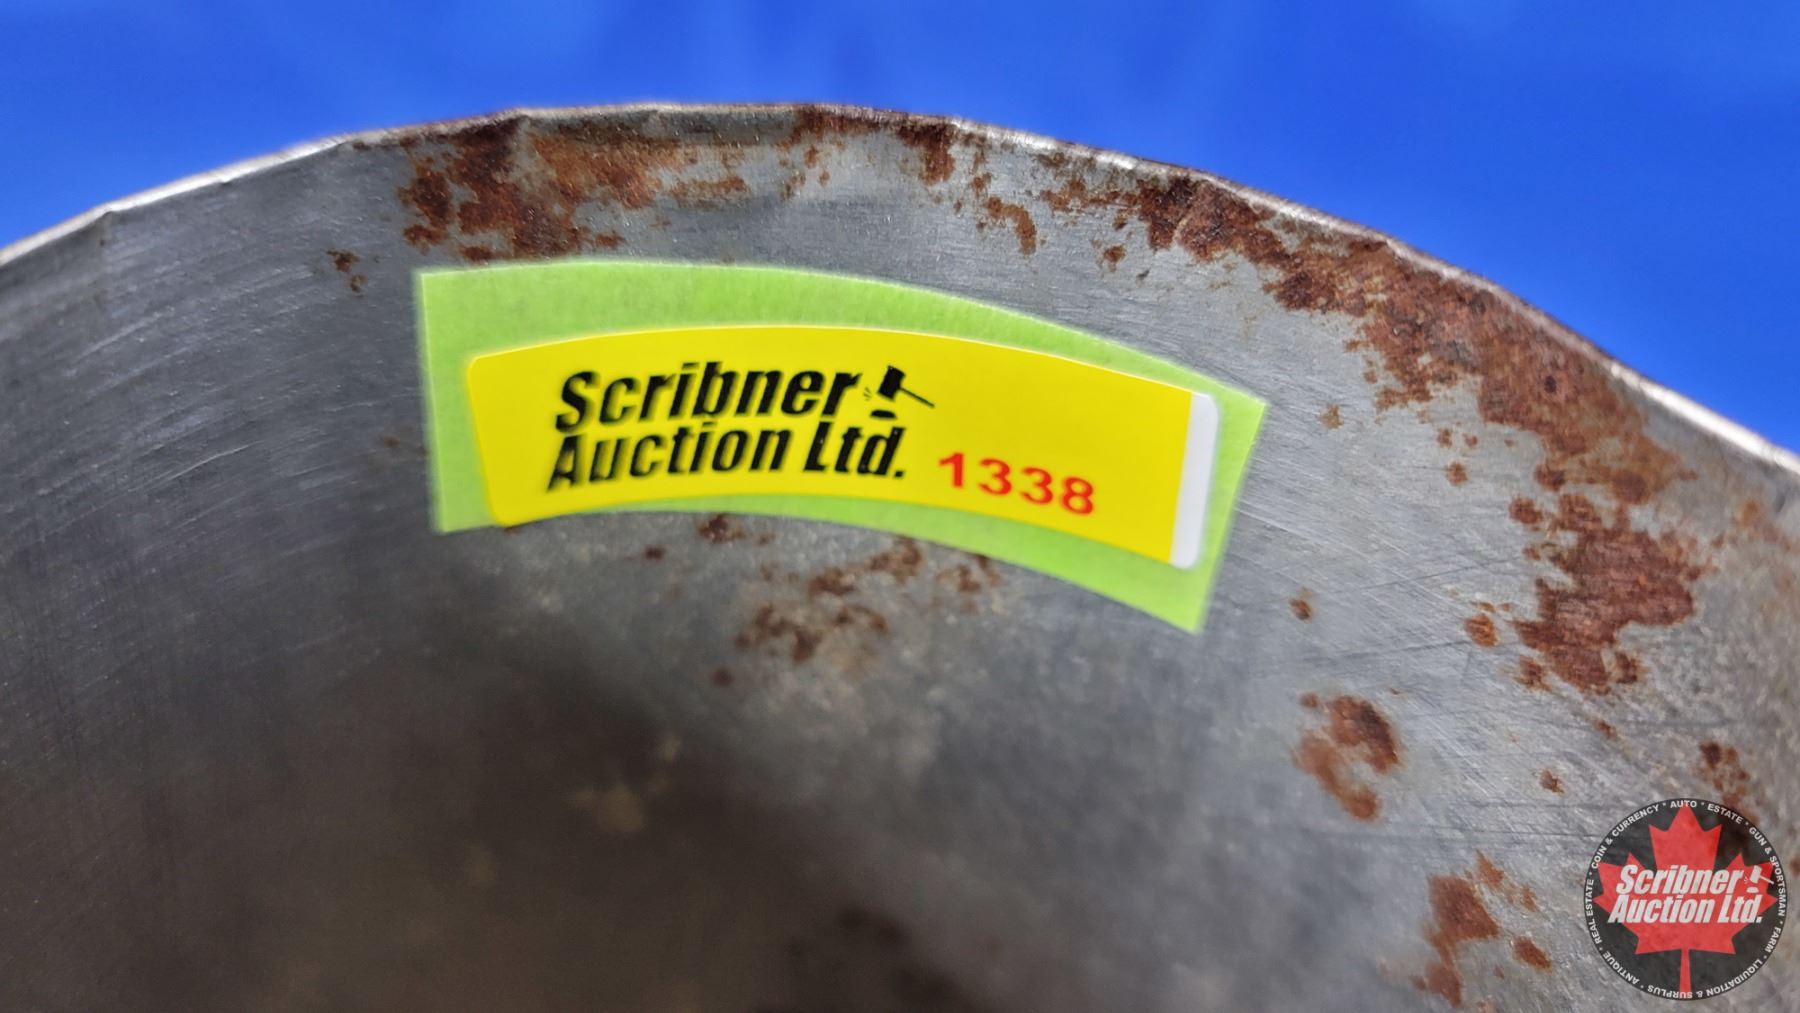 Scribner
Auction Ltd.
1338
COIN & CURRENCY * AUTO * ESTATE * GUN & SPORTSMAN * FARM * LIQUIDATION & SURPLUS * ANTIQUE * REAL ESTATE *
Scribner
Auction Ltd.